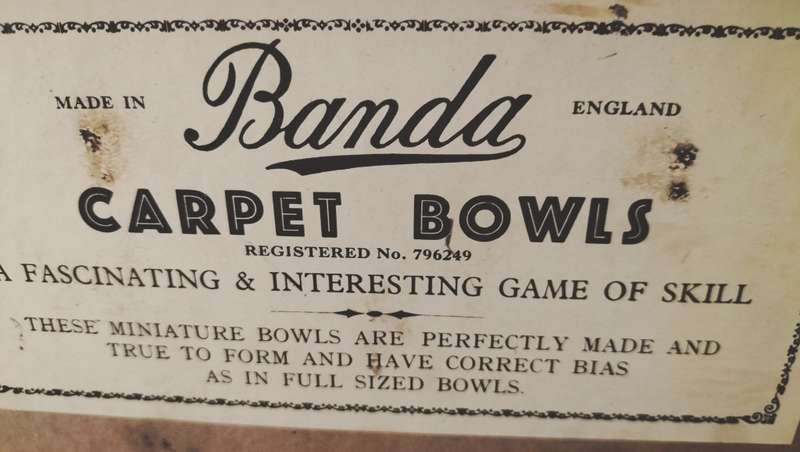 Banda
MADE IN ENGLAND
CARPET BOWLS
REGISTERED No. 796249
A FASCINATING & INTERESTING GAME OF SKILL
THESE MINIATURE BOWLS ARE PERFECTLY MADE AND
TRUE TO FORM AND HAVE CORRECT BIAS
AS IN FULL SIZED BOWLS.